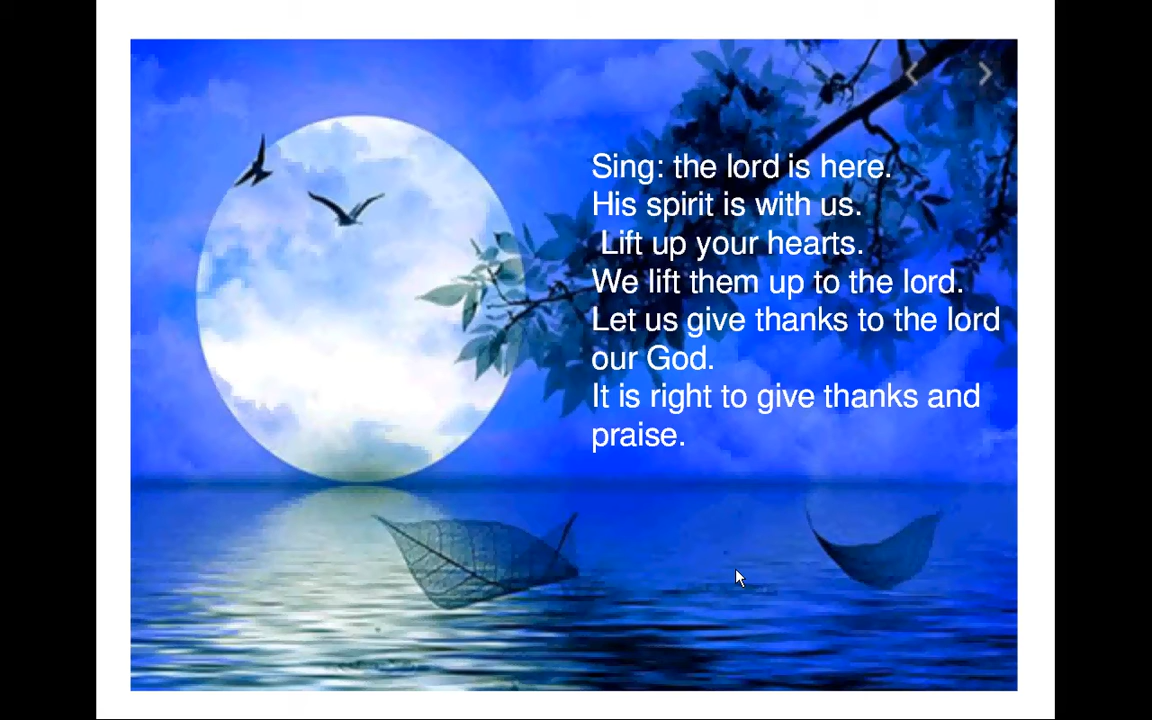 Sing: the lord is here.
His spirit is with us.
Lift up your hearts.
We lift them up to the lord.
Let us give thanks to the lord
our God.
It is right to give thanks and
praise.